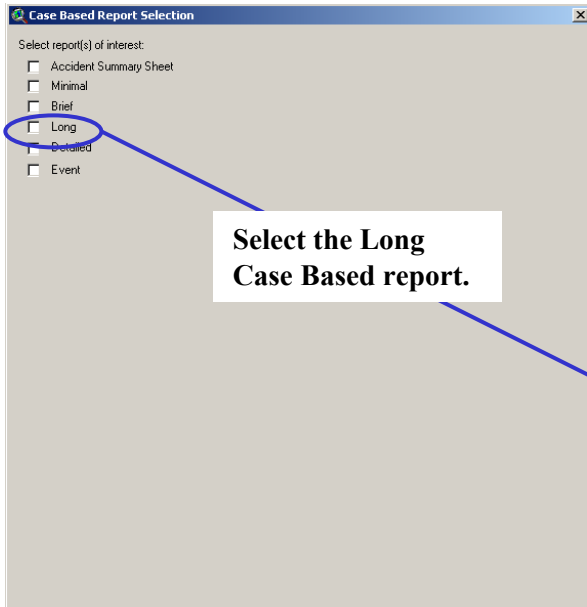 Case Based Report Selection
Select report(s) of interest:
Accident Summary Sheet
Minimal
Brief
Long
Detailed
Event
Select the Long
Case Based report.